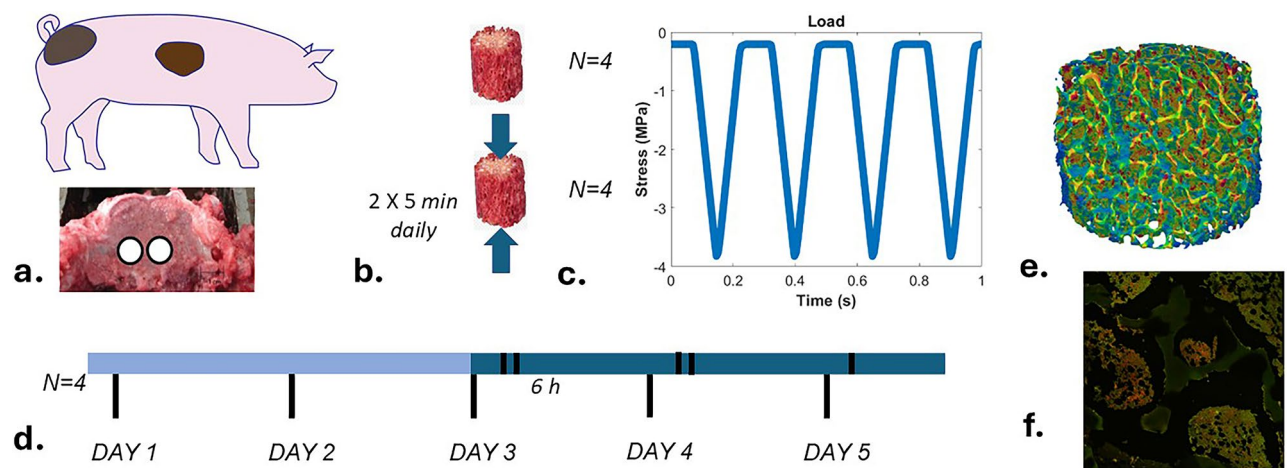 a.
2 X 5 min
daily
b.
N=4
N=4
c.
Load
Stress (MPa)
0
-1
-2
-3
-4
0
0.2
0.4
0.6
0.8
1
Time (s)
e.
N=4
6 h
d.
DAY 1
DAY 2
DAY 3
DAY 4
DAY 5
f.